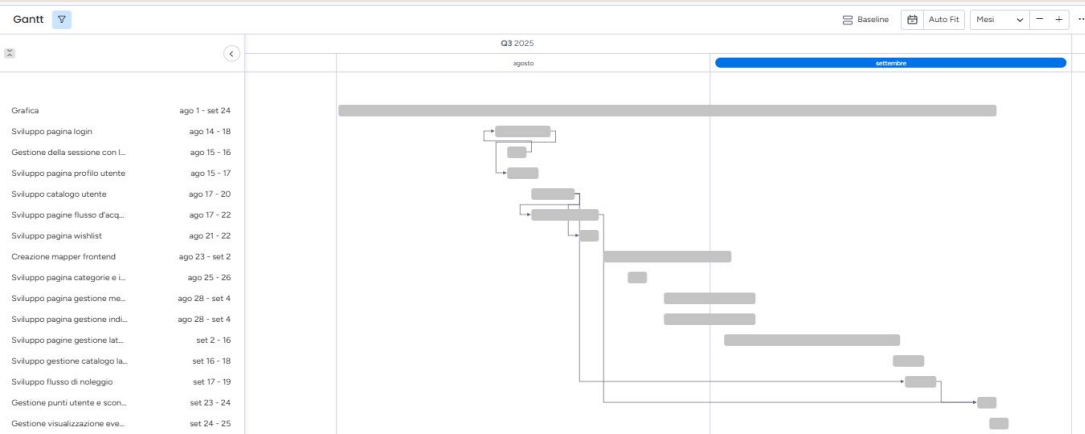 Gantt
Baseline
Auto Fit
Mesi
Q3 2025
agosto
settembre
Grafica ago 1 - set 24
Sviluppo pagina login ago 14 - 18
Gestione della sessione con l... ago 15 - 16
Sviluppo pagina profilo utente ago 15 - 17
Sviluppo catalogo utente ago 17 - 20
Sviluppo pagine flusso d'acq... ago 17 - 22
Sviluppo pagina wishlist ago 21 - 22
Creazione mapper frontend ago 23 - set 2
Sviluppo pagina categorie e i... ago 25 - 26
Sviluppo pagina gestione me... ago 28 - set 4
Sviluppo pagina gestione indi... ago 28 - set 4
Sviluppo pagine gestione lat... set 2 - 16
Sviluppo gestione catalogo la... set 16 - 18
Sviluppo flusso di noleggio set 17 - 19
Gestione punti utente e scon... set 23 - 24
Gestione visualizzazione eve... set 24 - 25